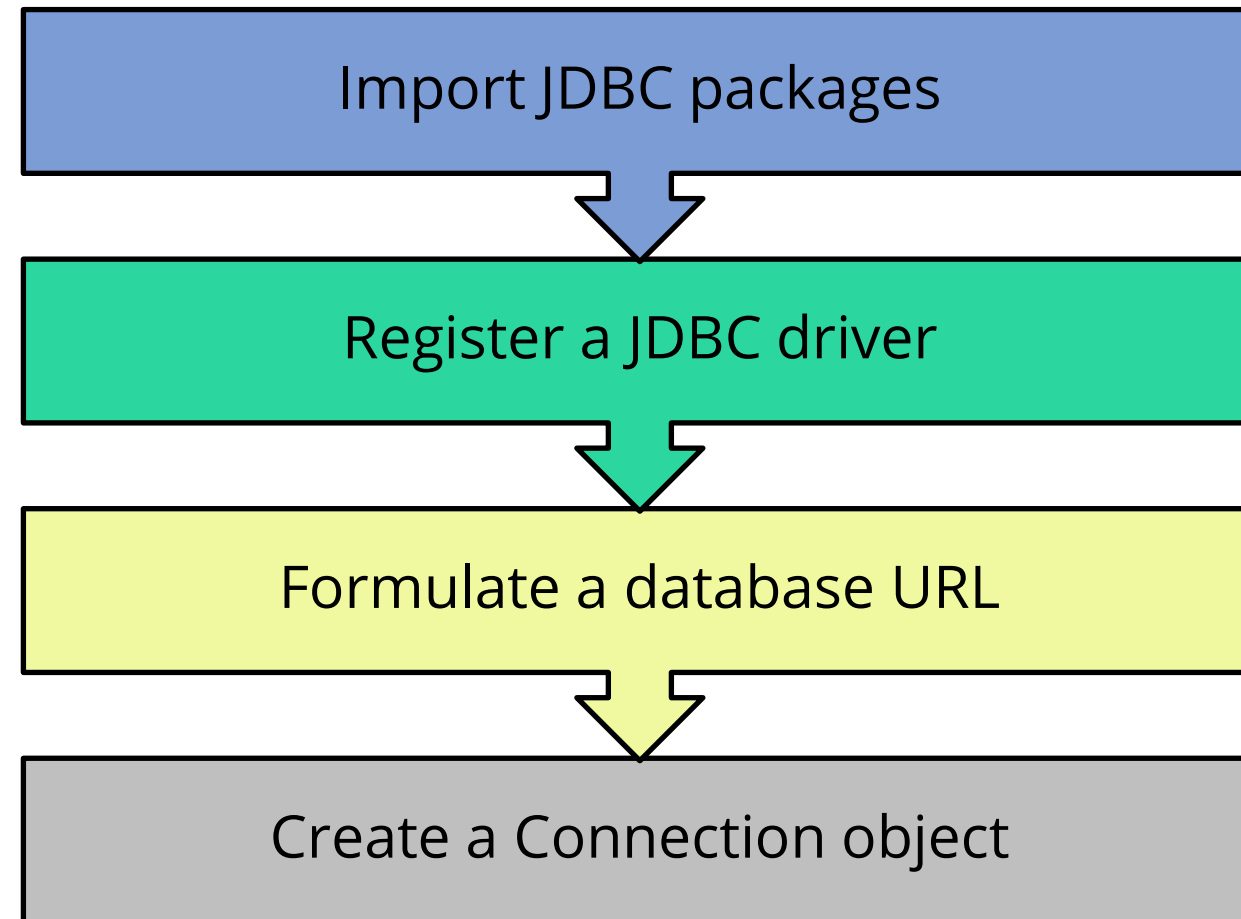 Import JDBC packages
Register a JDBC driver
Formulate a database URL
Create a Connection object